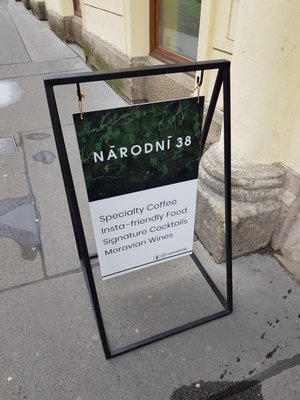 NÁRODNÍ 38
Specialty Coffee
Insta-friendly Food
Signature Cocktails
Moravian Wines